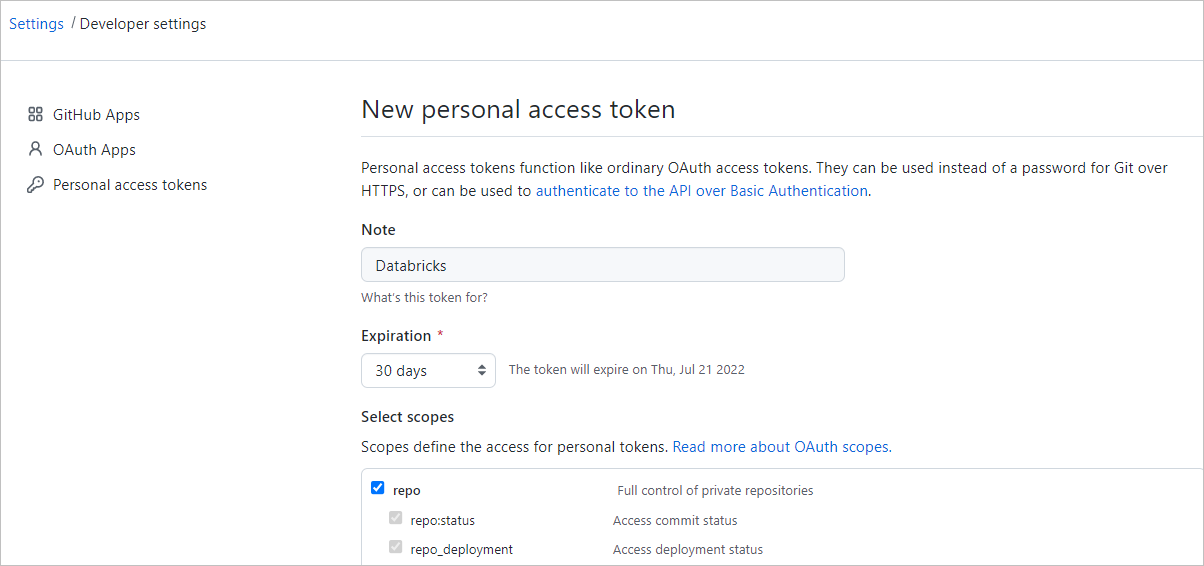 Settings / Developer settings
GitHub Apps
OAuth Apps
Personal access tokens
New personal access token
Personal access tokens function like ordinary OAuth access tokens. They can be used instead of a password for Git over
HTTPS, or can be used to authenticate to the API over Basic Authentication.
Note
Databricks
What's this token for?
Expiration *
30 days The token will expire on Thu, Jul 21 2022
Select scopes
Scopes define the access for personal tokens. Read more about OAuth scopes.
repo Full control of private repositories
repo:status Access commit status
repo_deployment Access deployment status